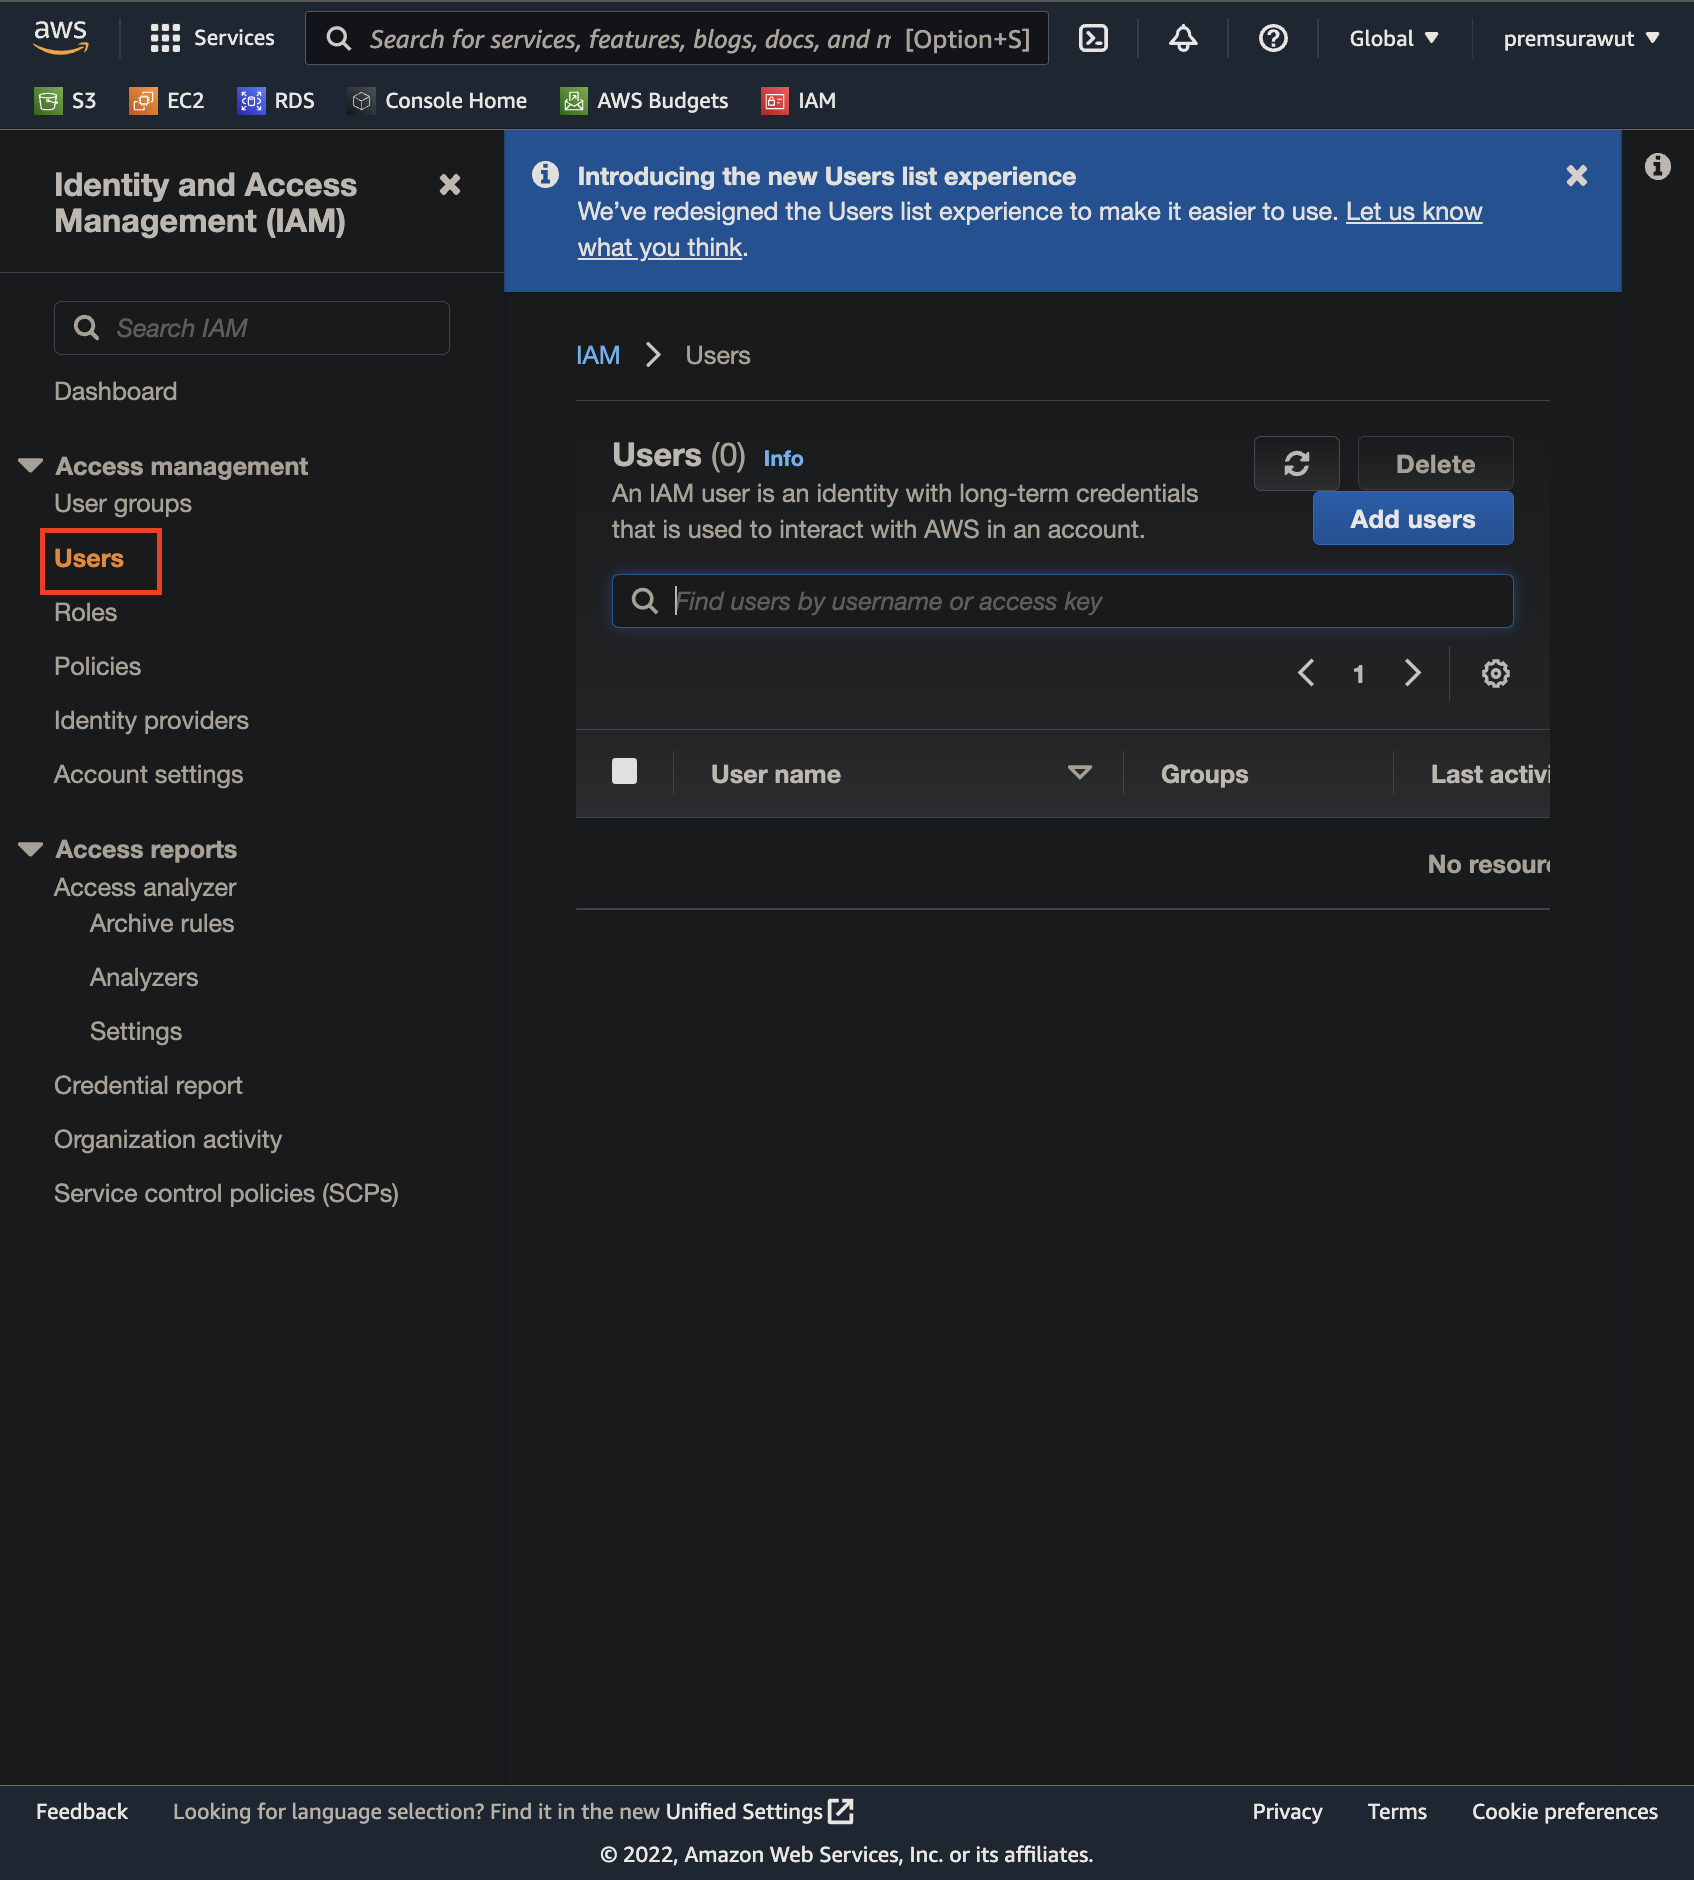 aws
Services
Search for services, features, blogs, docs, and m [Option+S]
Global
premsurawut
S3
EC2
RDS
Console Home
AWS Budgets
IAM
Identity and Access
Management (IAM)
Search IAM
Dashboard
Access management
User groups
Users
Roles
Policies
Identity providers
Account settings
Access reports
Access analyzer
Archive rules
Analyzers
Settings
Credential report
Organization activity
Service control policies (SCPs)
Introducing the new Users list experience
We've redesigned the Users list experience to make it easier to use. Let us know
what you think.
IAM
Users
Users (0) Info
An IAM user is an identity with long-term credentials
that is used to interact with AWS in an account.
Delete
Add users
Find users by username or access key
1
User name
Groups
Last activi
No resour
Feedback
Looking for language selection? Find it in the new Unified Settings
Privacy
Terms
Cookie preferences
© 2022, Amazon Web Services, Inc. or its affiliates.